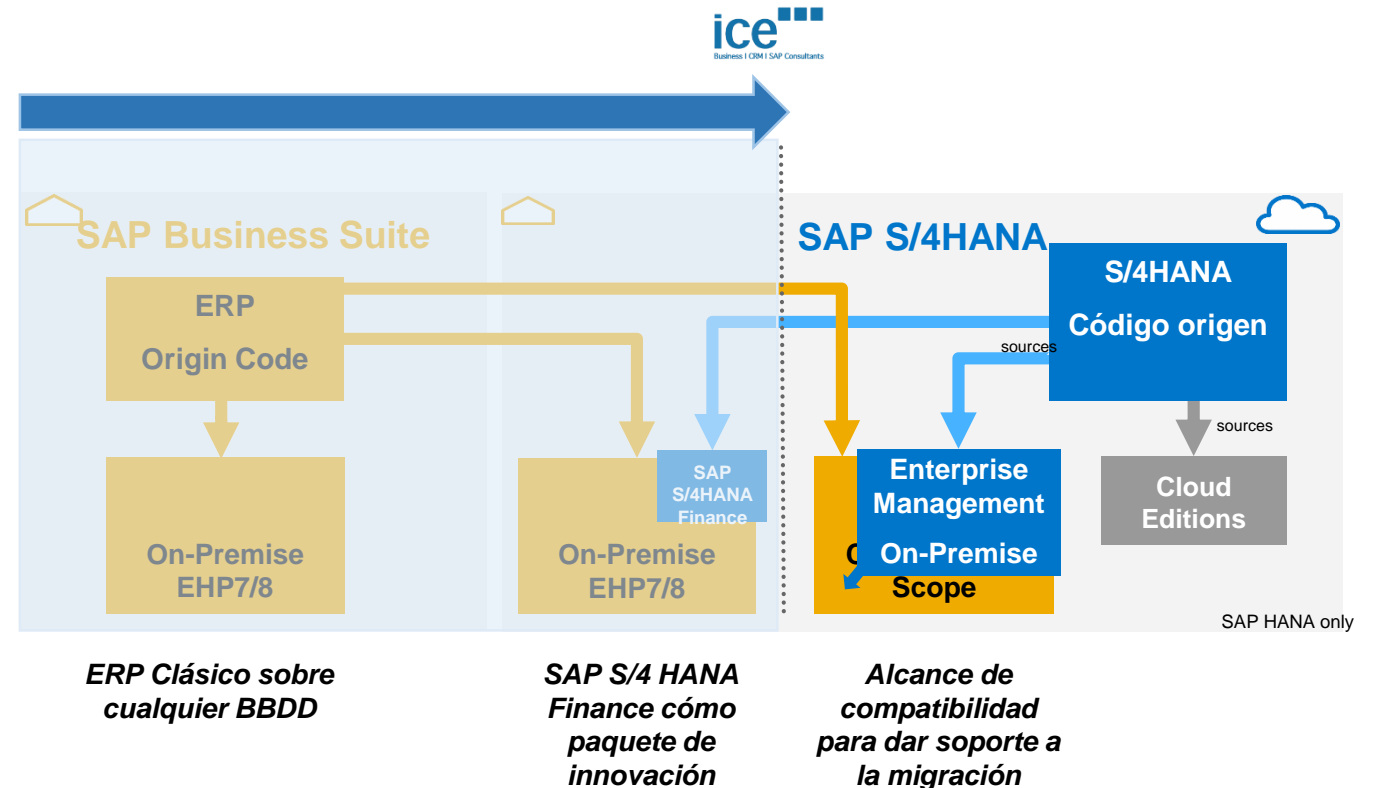 ice
Business I CRM I SAP Consultants
SAP Business Suite
SAP S/4HANA
ERP
Origin Code
S/4HANA
Código origen
sources
sources
SAP
S/4HANA
Finance
On-Premise
EHP7/8
On-Premise
EHP7/8
Enterprise
Management
On-Premise
Scope
Cloud
Editions
SAP HANA only
ERP Clásico sobre
cualquier BBDD
SAP S/4 HANA
Finance cómo
paquete de
innovación
Alcance de
compatibilidad
para dar soporte a
la migración